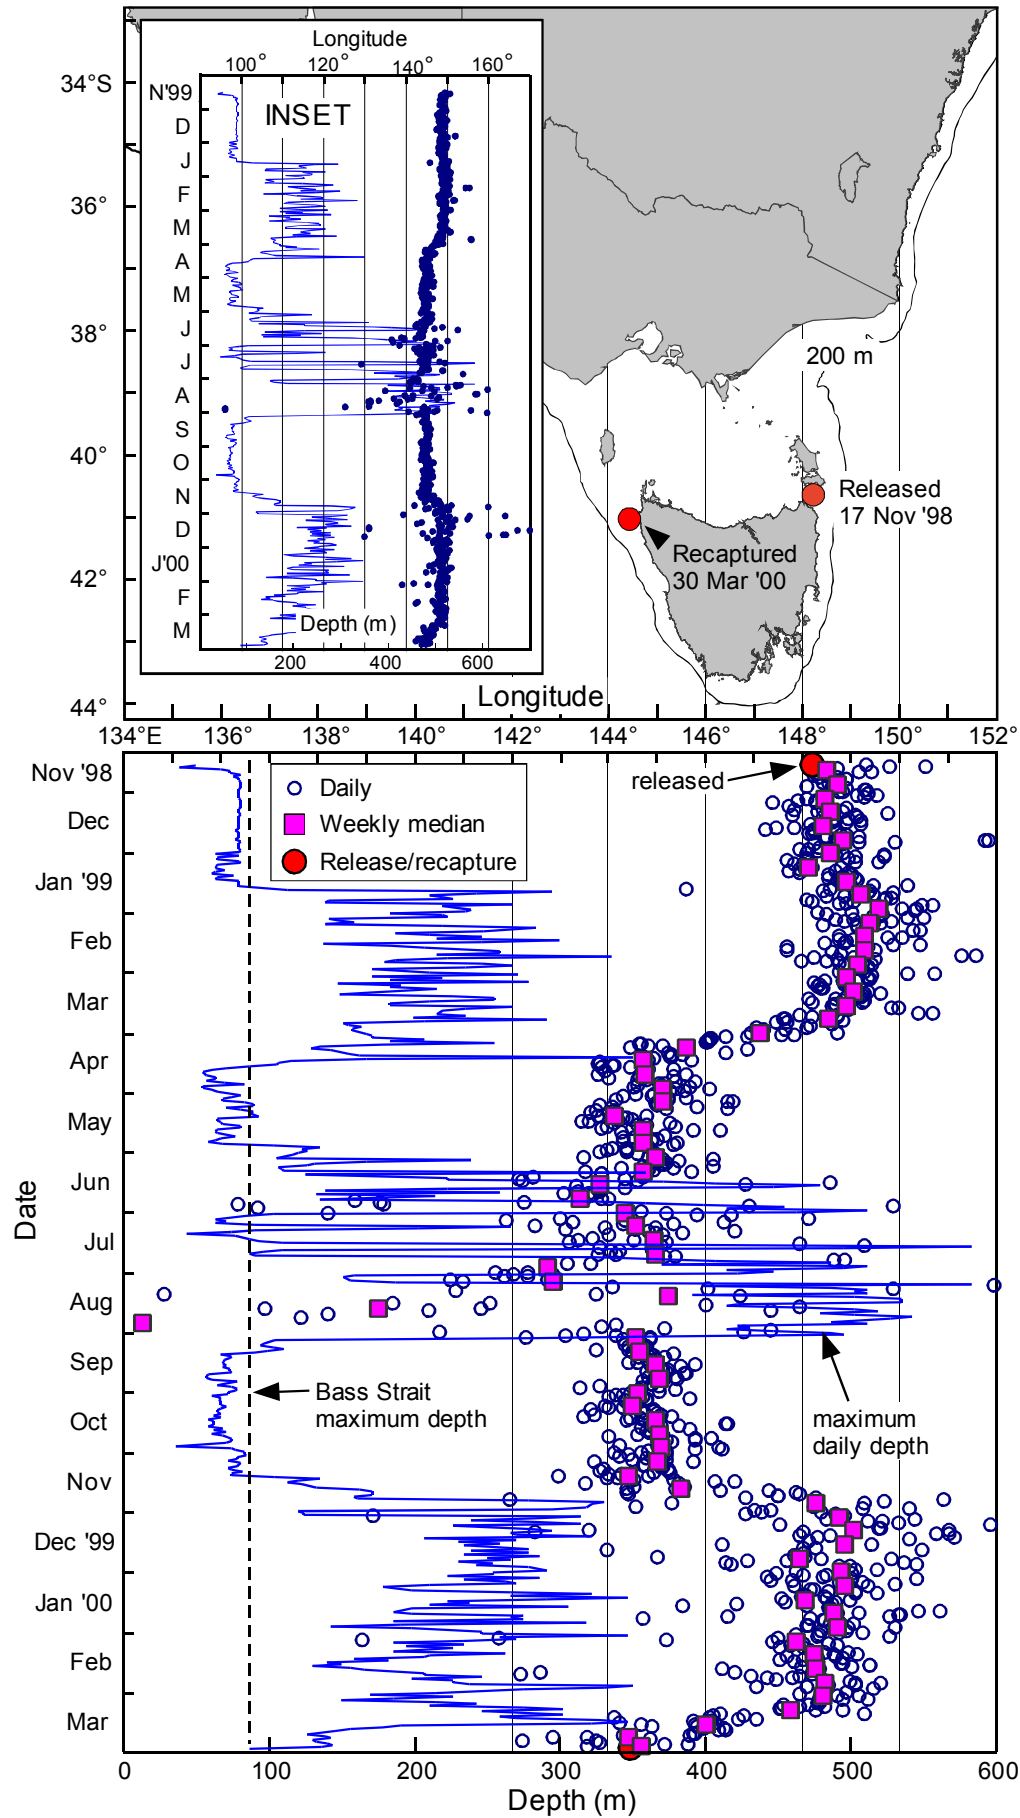 Longitude
100° 120° 140° 160°
INSET
N'99
D
J
F
M
A
M
J
J
A
S
O
N
D
J'00
F
M
Depth (m)
200 400 600
34°S
36°
38°
40°
42°
44°
200 m
Released
17 Nov '98
Recaptured
30 Mar '00
Longitude
134°E 136° 138° 140° 142° 144° 146° 148° 150° 152°
Daily
Weekly median
Release/recapture
released
Bass Strait
maximum depth
maximum
daily depth
Date
Nov '98
Dec
Jan '99
Feb
Mar
Apr
May
Jun
Jul
Aug
Sep
Oct
Nov
Dec '99
Jan '00
Feb
Mar
0 100 200 300 400 500 600
Depth (m)